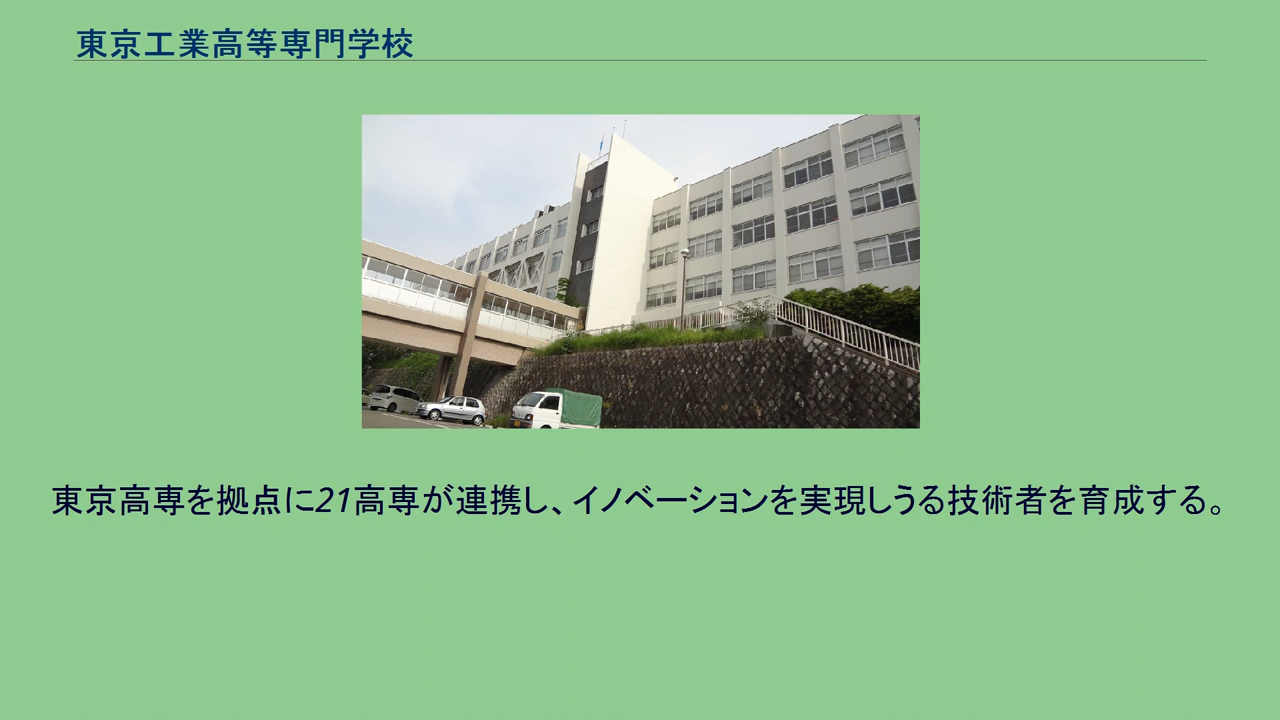 東京工業高等専門学校
東京高専を拠点に21高専が連携し、イノベーションを実現しうる技術者を育成する。